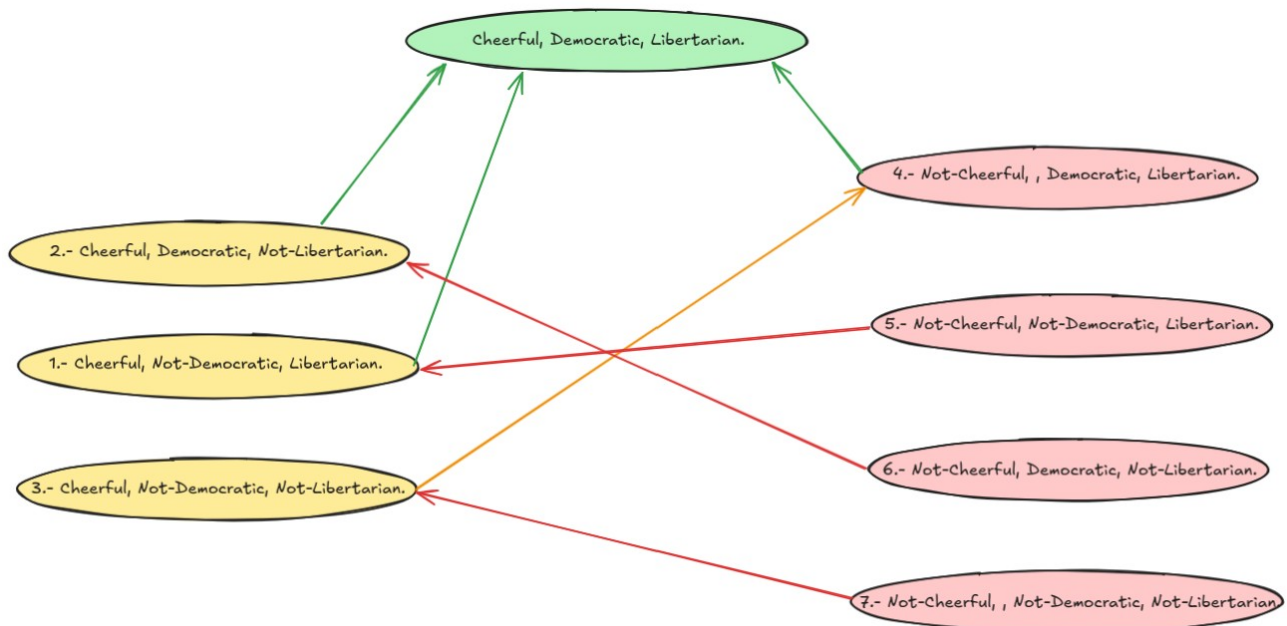 Cheerful, Democratic, Libertarian.
4.- Not-Cheerful, , Democratic, Libertarian.
2.- Cheerful, Democratic, Not-Libertarian.
5.- Not-Cheerful, Not-Democratic, Libertarian.
1.- Cheerful, Not-Democratic, Libertarian.
6.- Not-Cheerful, Democratic, Not-Libertarian.
3.- Cheerful, Not-Democratic, Not-Libertarian.
7.- Not-Cheerful, , Not-Democratic, Not-Libertarian